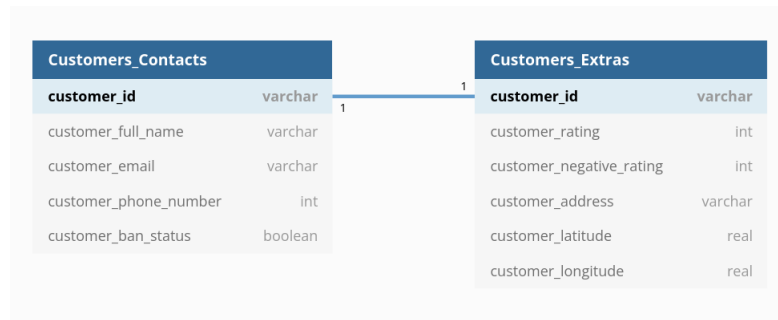 Customers_Contacts
customer_id varchar
customer_full_name varchar
customer_email varchar
customer_phone_number int
customer_ban_status boolean
1
1
Customers_Extras
customer_id varchar
customer_rating int
customer_negative_rating int
customer_address varchar
customer_latitude real
customer_longitude real